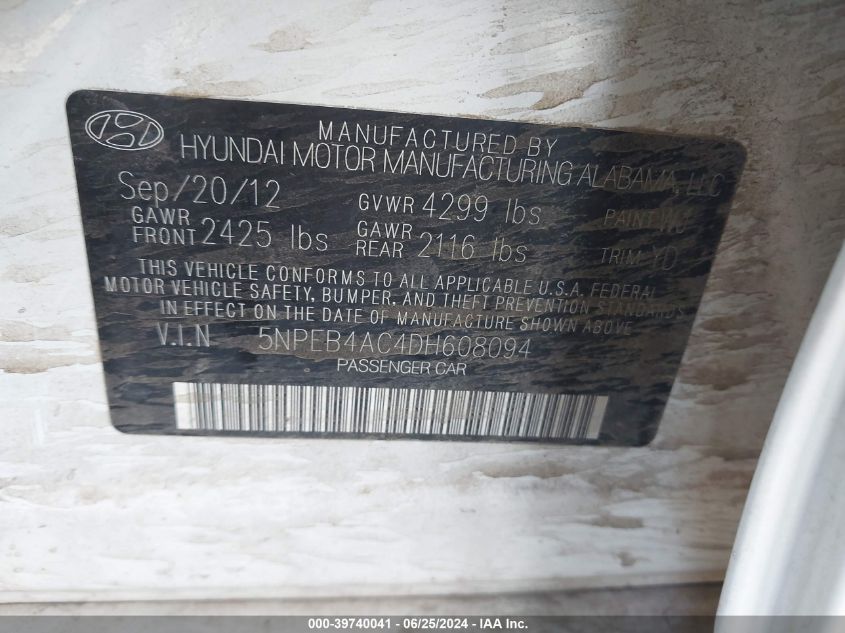 MANUFACTURED BY
HYUNDAI MOTOR MANUFACTURING ALABAMA, LLC
Sep/20/12 GVWR 4299 lbs PAINT
GAWR FRONT 2425 lbs GAWR REAR 2116 lbs TRIM YD
THIS VEHICLE CONFORMS TO ALL APPLICABLE U.S.A. FEDERAL
MOTOR VEHICLE SAFETY, BUMPER, AND THEFT PREVENTION STANDARDS
IN EFFECT ON THE DATE OF MANUFACTURE SHOWN ABOVE
V.I.N 5NPEB4AC4DH608094
PASSENGER CAR
000-39740041 - 06/25/2024 - IAA Inc.